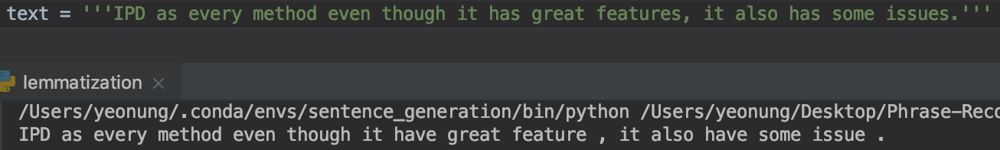 text = '''IPD as every method even though it has great features, it also has some issues.'''
lemmatization ×
/Users/yeonung/.conda/envs/sentence_generation/bin/python /Users/yeonung/Desktop/Phrase-Reco
IPD as every method even though it have great feature , it also have some issue .